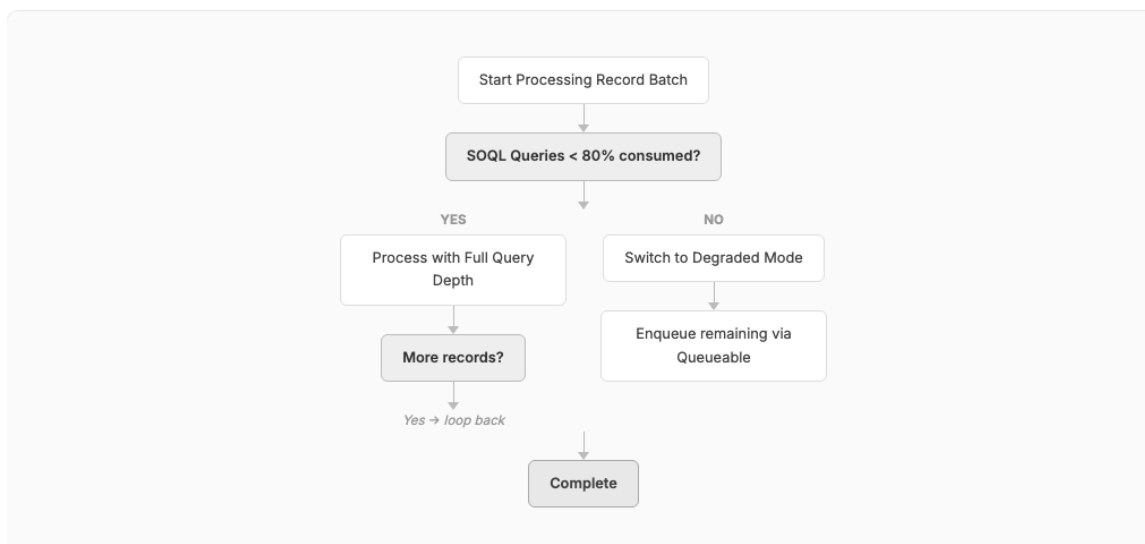 Start Processing Record Batch
SOQL Queries < 80% consumed?
YES
Process with Full Query
Depth
More records?
Yes → loop back
NO
Switch to Degraded Mode
Enqueue remaining via
Queueable
Complete